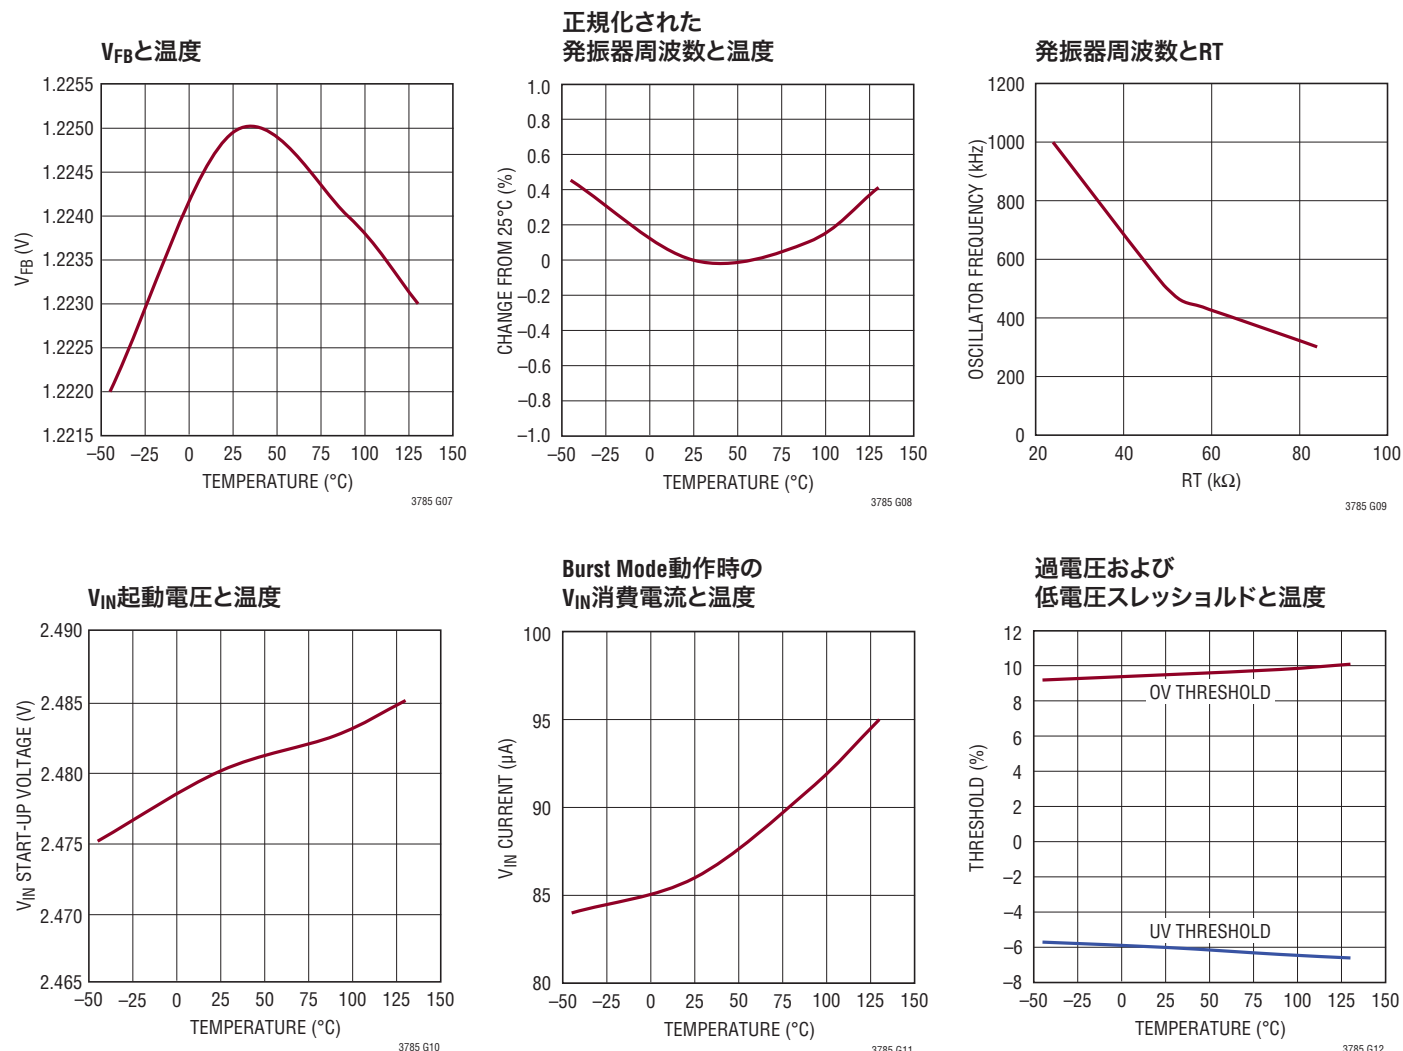 VFBと温度
1.2255
1.2250
1.2245
1.2240
1.2235
1.2230
1.2225
1.2220
1.2215
VFB (V)
–50 –25 0 25 50 75 100 125 150
TEMPERATURE (°C)
3785 G07
正規化された
発振器周波数と温度
1.0
0.8
0.6
0.4
0.2
0
–0.2
–0.4
–0.6
–0.8
–1.0
CHANGE FROM 25°C (%)
–50 –25 0 25 50 75 100 125 150
TEMPERATURE (°C)
3785 G08
発振器周波数とRT
1200
1000
800
600
400
200
0
OSCILLATOR FREQUENCY (kHz)
20 40 60 80 100
RT (kΩ)
3785 G09
VIN起動電圧と温度
2.490
2.485
2.480
2.475
2.470
2.465
VIN START-UP VOLTAGE (V)
–50 –25 0 25 50 75 100 125 150
TEMPERATURE (°C)
3785 G10
Burst Mode動作時の
VIN消費電流と温度
100
95
90
85
80
VIN CURRENT (µA)
–50 –25 0 25 50 75 100 125 150
TEMPERATURE (°C)
3785 G11
過電圧および
低電圧スレッショルドと温度
12
10
8
6
4
2
0
–2
–4
–6
–8
THRESHOLD (%)
OV THRESHOLD
UV THRESHOLD
–50 –25 0 25 50 75 100 125 150
TEMPERATURE (°C)
3785 G12